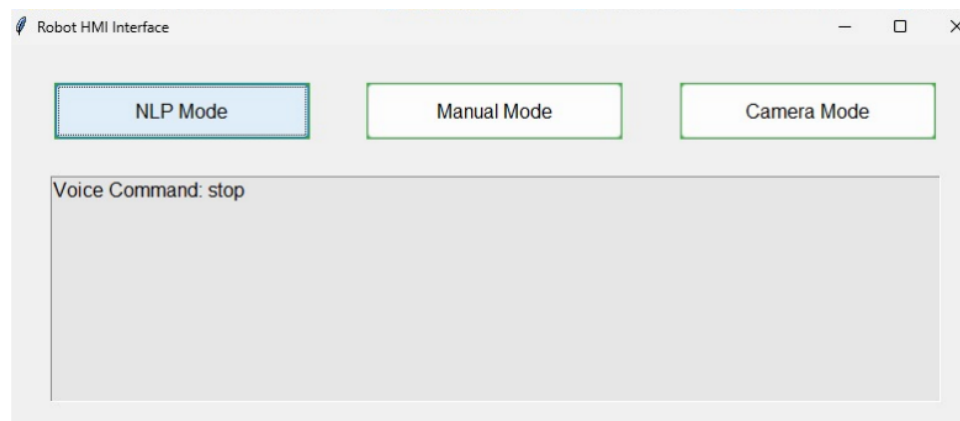 Robot HMI Interface
NLP Mode Manual Mode Camera Mode
Voice Command: stop